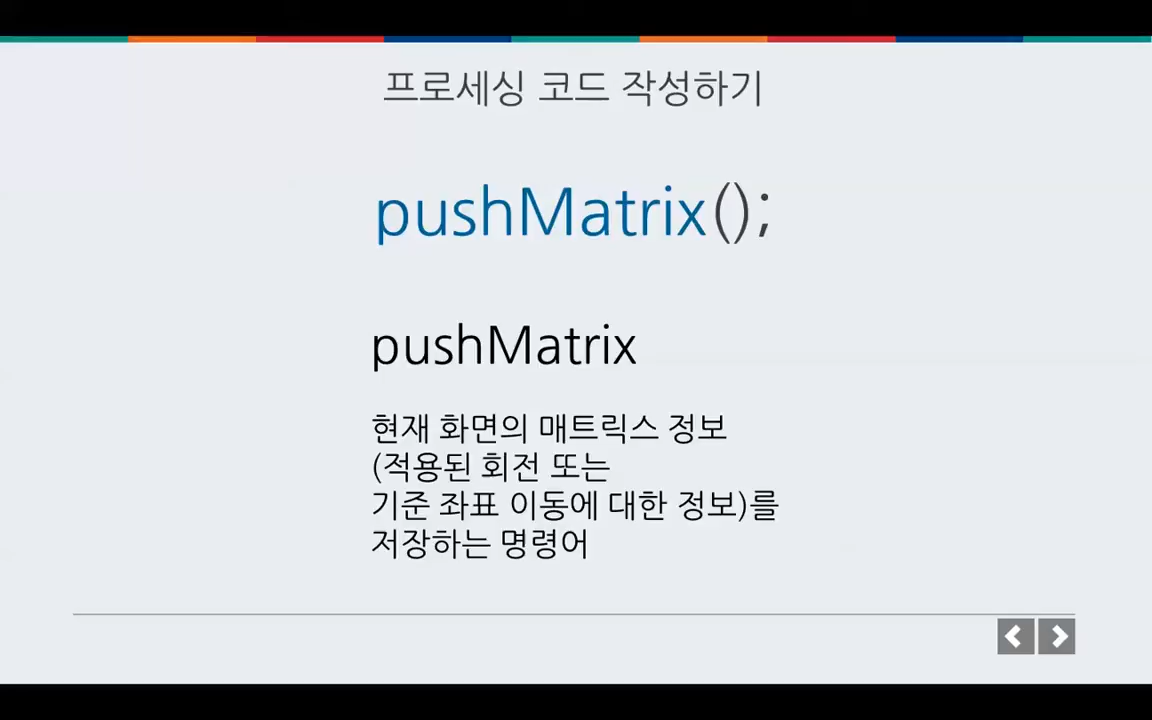 프로세싱 코드 작성하기
pushMatrix();
pushMatrix
현재 화면의 매트릭스 정보
(적용된 회전 또는
기준 좌표 이동에 대한 정보)를
저장하는 명령어